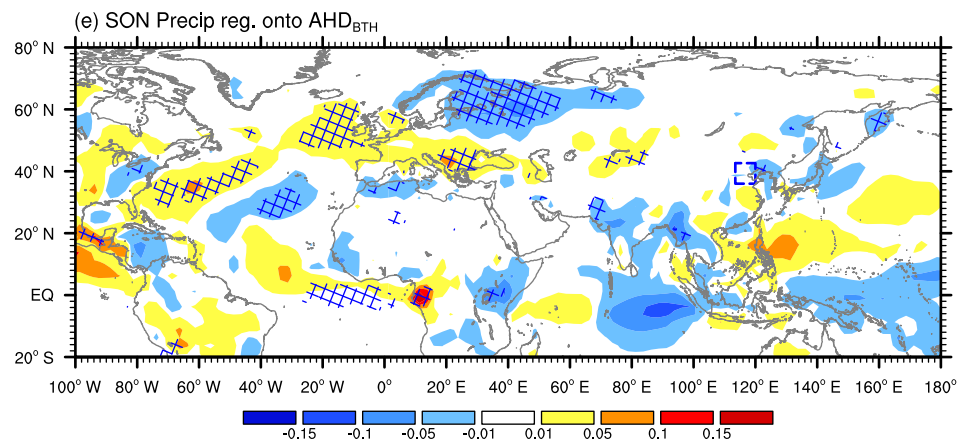 (e) SON Precip reg. onto AHD_BTH
80° N
60° N
40° N
20° N
EQ
20° S
100° W 80° W 60° W 40° W 20° W 0° 20° E 40° E 60° E 80° E 100° E 120° E 140° E 160° E 180°
-0.15 -0.1 -0.05 -0.01 0.01 0.05 0.1 0.15